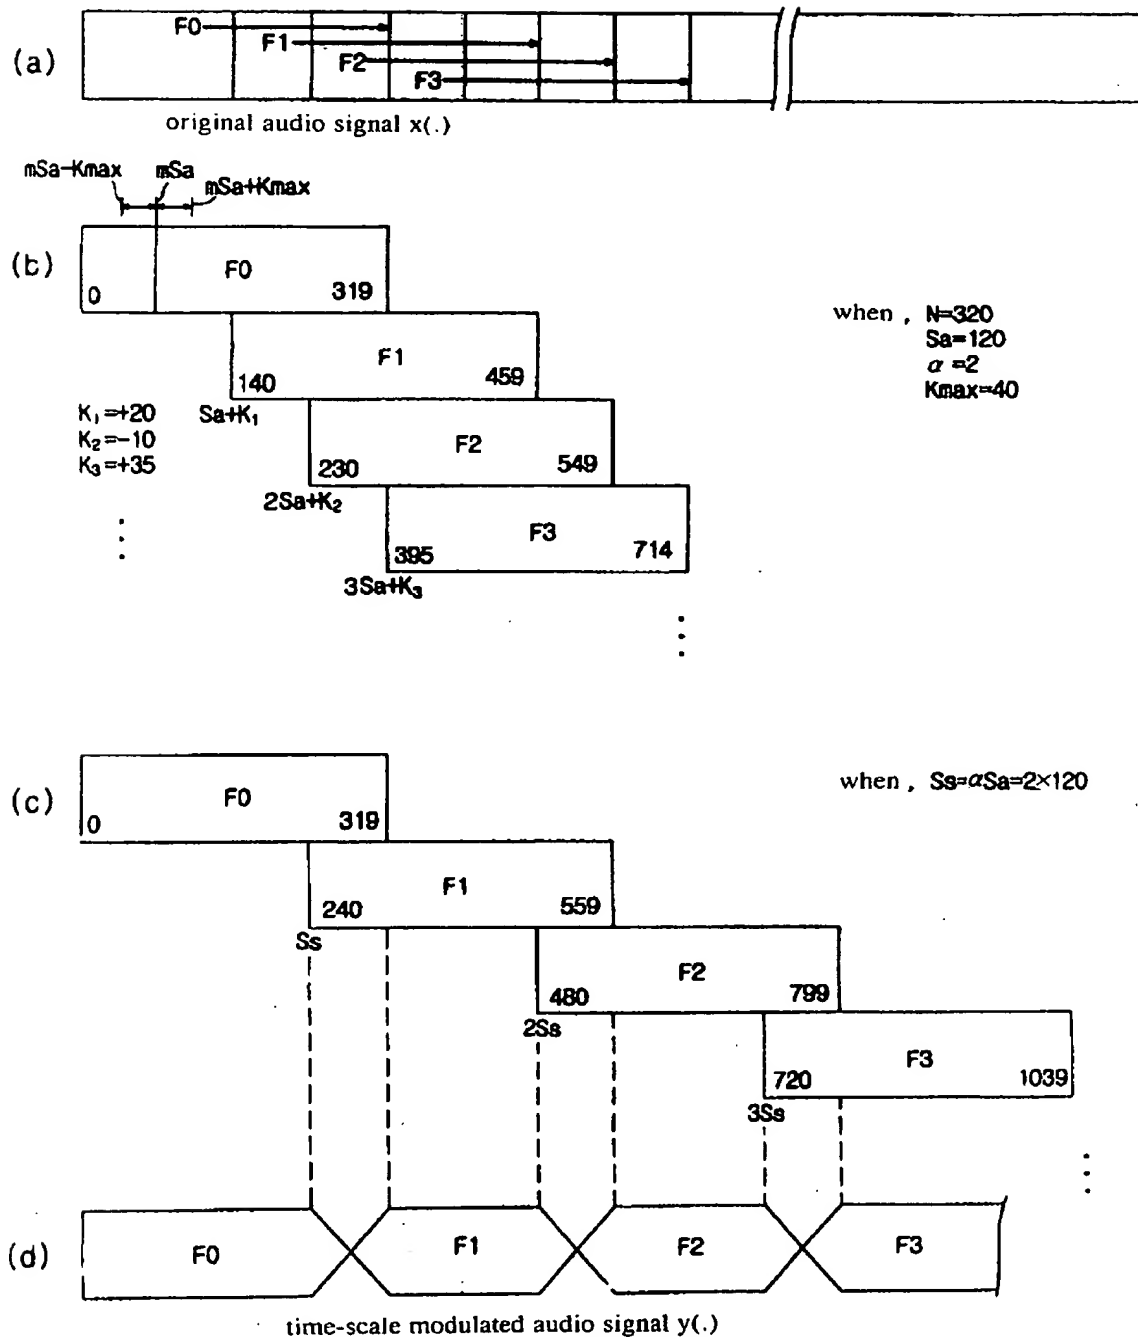 (a)
F0
F1
F2
F3
original audio signal x(.)
mSa-Kmax
mSa
mSa+Kmax
(b)
F0
0
319
when , N=320
Sa=120
α=2
Kmax=40
F1
140
459
K₁=+20
K₂=-10
K₃=+35
Sa+K₁
F2
230
549
2Sa+K₂
F3
395
714
3Sa+K₃
(c)
F0
0
319
when , Ss=αSa=2×120
F1
240
559
Ss
F2
480
799
2Ss
F3
720
1039
3Ss
(d)
F0
F1
F2
F3
time-scale modulated audio signal y(.)